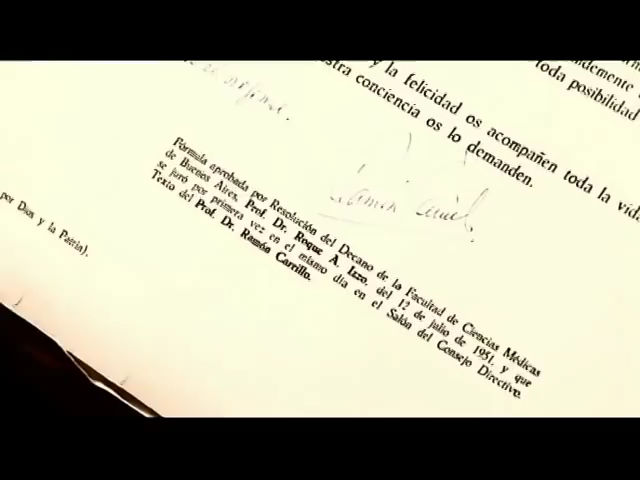 y la felicidad os acompañen toda la vida
stra conciencia os lo demanden.
toda posibilidad
por Dios y la Patria).
Fórmula aprobada por Resolución del Decano de la Facultad de Ciencias Médicas
de Buenos Aires, Prof. Dr. Roque A. Izzo, del 12 de julio de 1951, y que
se juró por primera vez en el mismo día en el Salón del Consejo Directivo.
Texto del Prof. Dr. Ramón Carrillo.